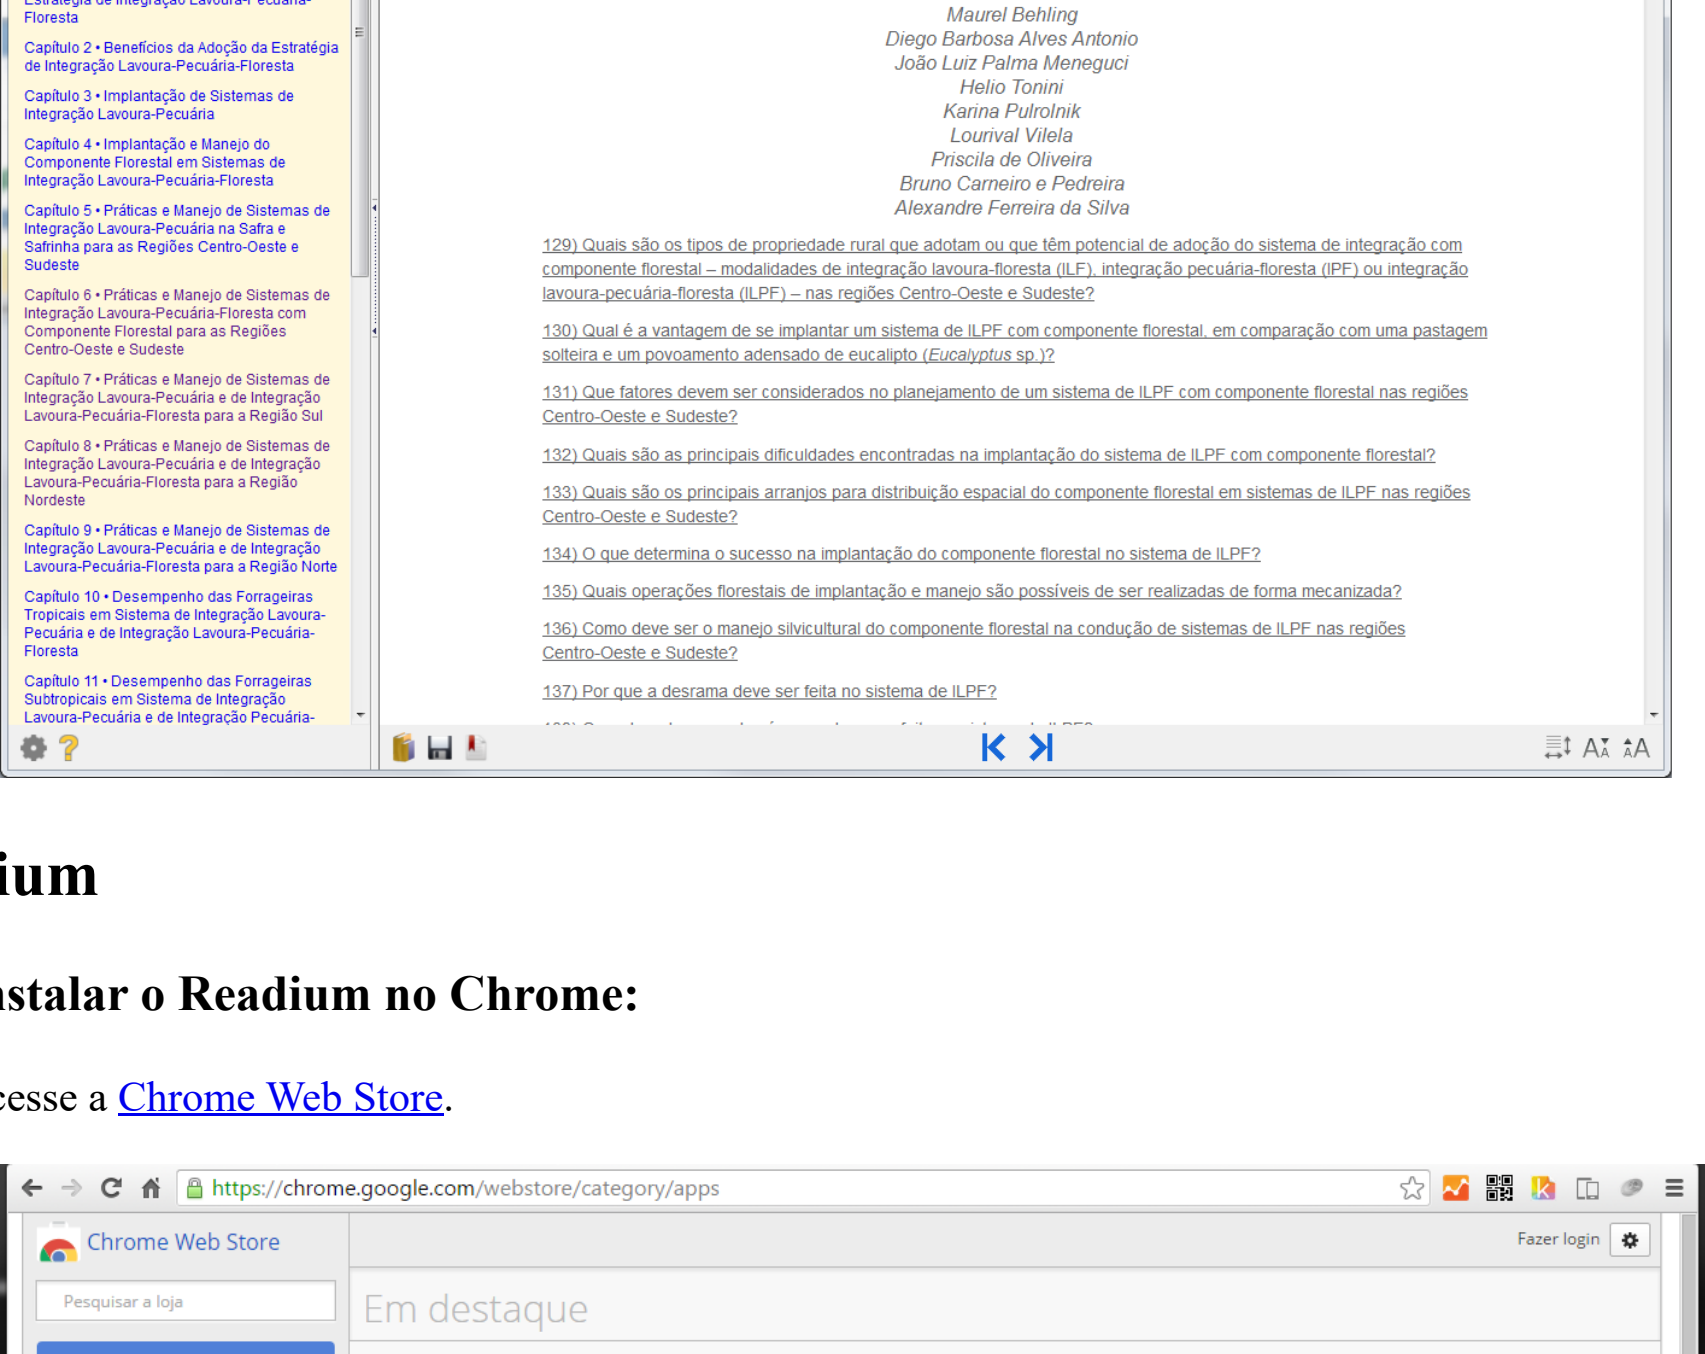 Estratégia de Integração Lavoura-Pecuária-
Floresta
Capítulo 2 • Benefícios da Adoção da Estratégia
de Integração Lavoura-Pecuária-Floresta
Capítulo 3 • Implantação de Sistemas de
Integração Lavoura-Pecuária
Capítulo 4 • Implantação e Manejo do
Componente Florestal em Sistemas de
Integração Lavoura-Pecuária-Floresta
Capítulo 5 • Práticas e Manejo de Sistemas de
Integração Lavoura-Pecuária na Safra e
Safrinha para as Regiões Centro-Oeste e
Sudeste
Capítulo 6 • Práticas e Manejo de Sistemas de
Integração Lavoura-Pecuária-Floresta com
Componente Florestal para as Regiões
Centro-Oeste e Sudeste
Capítulo 7 • Práticas e Manejo de Sistemas de
Integração Lavoura-Pecuária e de Integração
Lavoura-Pecuária-Floresta para a Região Sul
Capítulo 8 • Práticas e Manejo de Sistemas de
Integração Lavoura-Pecuária e de Integração
Lavoura-Pecuária-Floresta para a Região
Nordeste
Capítulo 9 • Práticas e Manejo de Sistemas de
Integração Lavoura-Pecuária e de Integração
Lavoura-Pecuária-Floresta para a Região Norte
Capítulo 10 • Desempenho das Forrageiras
Tropicais em Sistema de Integração Lavoura-
Pecuária e de Integração Lavoura-Pecuária-
Floresta
Capítulo 11 • Desempenho das Forrageiras
Subtropicais em Sistema de Integração
Lavoura-Pecuária e de Integração Pecuária-
Maurel Behling
Diego Barbosa Alves Antonio
João Luiz Palma Meneguci
Helio Tonini
Karina Pulrolnik
Lourival Vilela
Priscila de Oliveira
Bruno Carneiro e Pedreira
Alexandre Ferreira da Silva
129) Quais são os tipos de propriedade rural que adotam ou que têm potencial de adoção do sistema de integração com
componente florestal – modalidades de integração lavoura-floresta (ILF), integração pecuária-floresta (IPF) ou integração
lavoura-pecuária-floresta (ILPF) – nas regiões Centro-Oeste e Sudeste?
130) Qual é a vantagem de se implantar um sistema de ILPF com componente florestal, em comparação com uma pastagem
solteira e um povoamento adensado de eucalipto (Eucalyptus sp.)?
131) Que fatores devem ser considerados no planejamento de um sistema de ILPF com componente florestal nas regiões
Centro-Oeste e Sudeste?
132) Quais são as principais dificuldades encontradas na implantação do sistema de ILPF com componente florestal?
133) Quais são os principais arranjos para distribuição espacial do componente florestal em sistemas de ILPF nas regiões
Centro-Oeste e Sudeste?
134) O que determina o sucesso na implantação do componente florestal no sistema de ILPF?
135) Quais operações florestais de implantação e manejo são possíveis de ser realizadas de forma mecanizada?
136) Como deve ser o manejo silvicultural do componente florestal na condução de sistemas de ILPF nas regiões
Centro-Oeste e Sudeste?
137) Por que a desrama deve ser feita no sistema de ILPF?
ium
nstalar o Readium no Chrome:
cesse a Chrome Web Store.
https://chrome.google.com/webstore/category/apps
Chrome Web Store
Fazer login
Pesquisar a loja
Em destaque